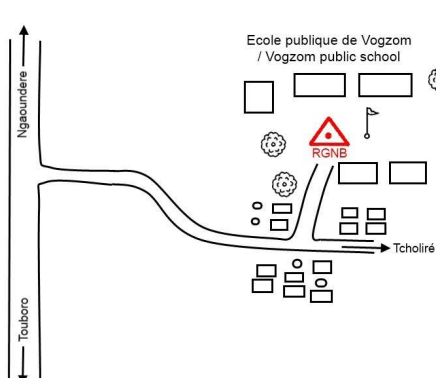 Ecole publique de Vogzom
/ Vogzom public school
Ngaoundere
RGNB
Tcholiré
Touboro